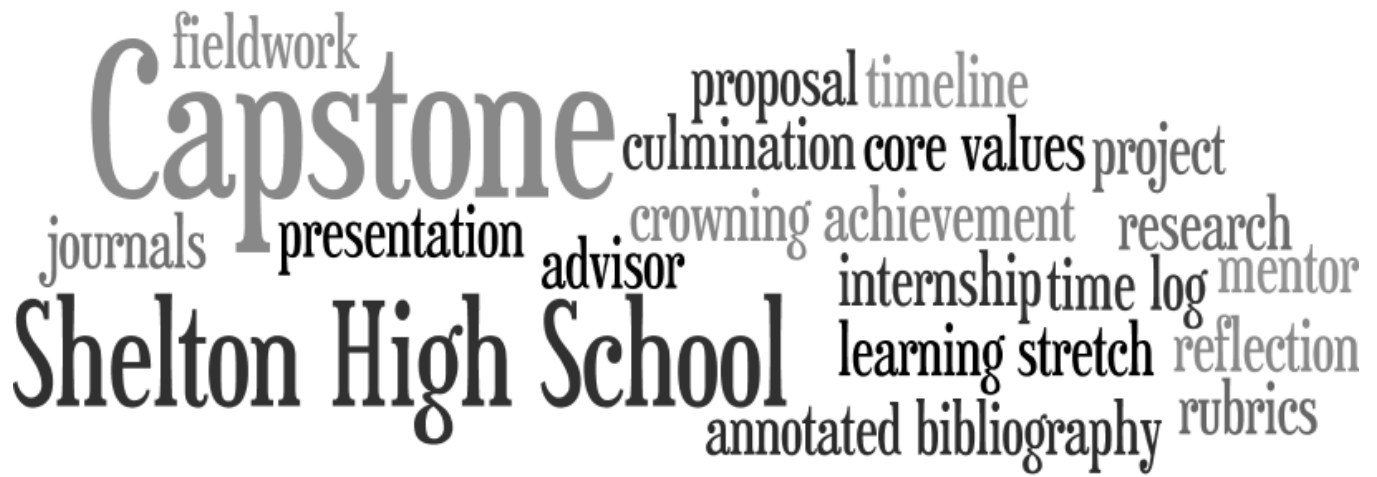 fieldwork
Capstone
proposal timeline
culmination core values project
crowning achievement research
journals presentation
advisor
internship time log mentor
Shelton High School
learning stretch reflection
annotated bibliography rubrics